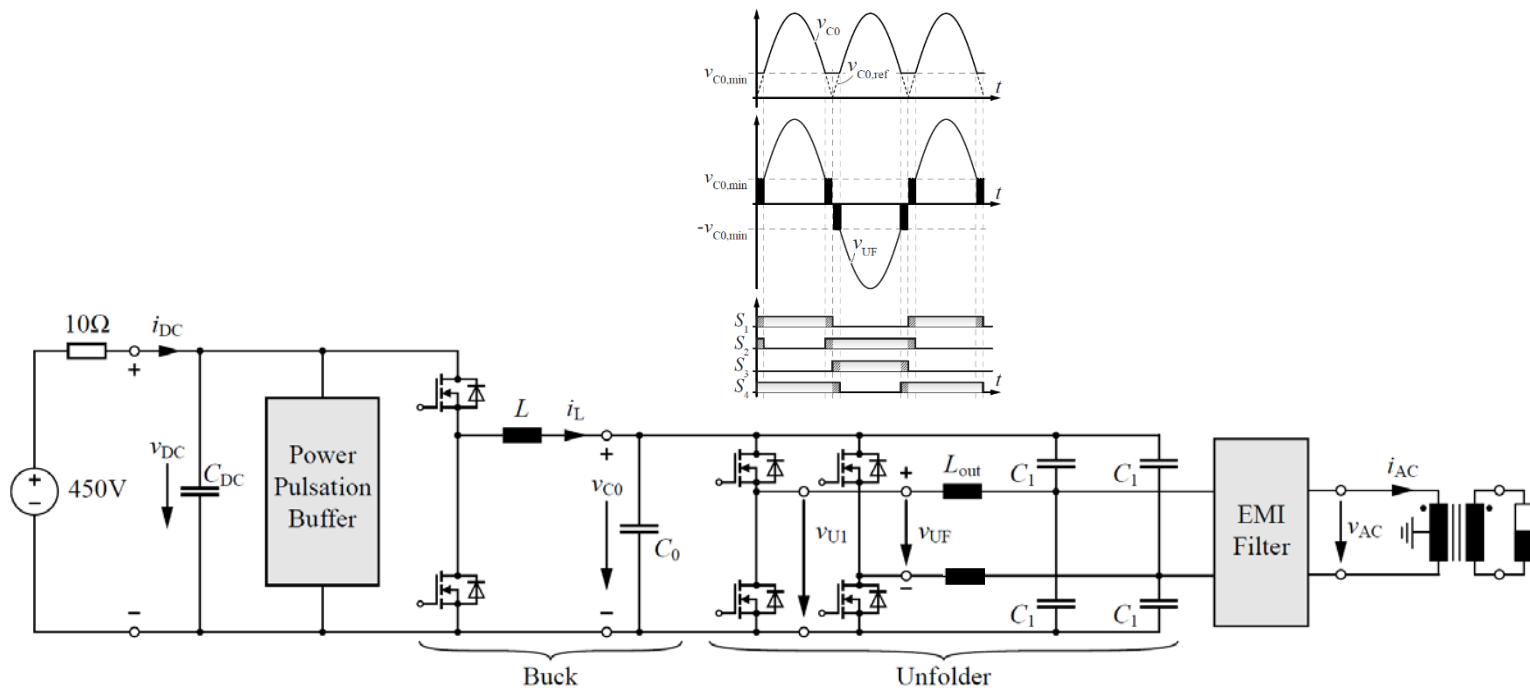 v_C0
v_C0,min
v_C0,ref
t
v_C0,min
t
-v_C0,min
v_UF
S_1
S_2
S_3
S_4
t
10Ω
i_DC
+
v_DC
C_DC
−
+
−
450V
Power
Pulsation
Buffer
L
i_L
+
v_C0
C_0
−
v_U1
+
v_UF
−
L_out
C_1
C_1
C_1
C_1
EMI
Filter
i_AC
v_AC
Buck
Unfolder